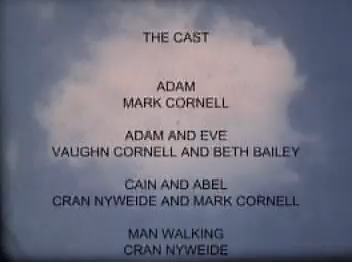 THE CAST
ADAM
MARK CORNELL
ADAM AND EVE
VAUGHN CORNELL AND BETH BAILEY
CAIN AND ABEL
CRAN NYWEIDE AND MARK CORNELL
MAN WALKING
CRAN NYWEIDE